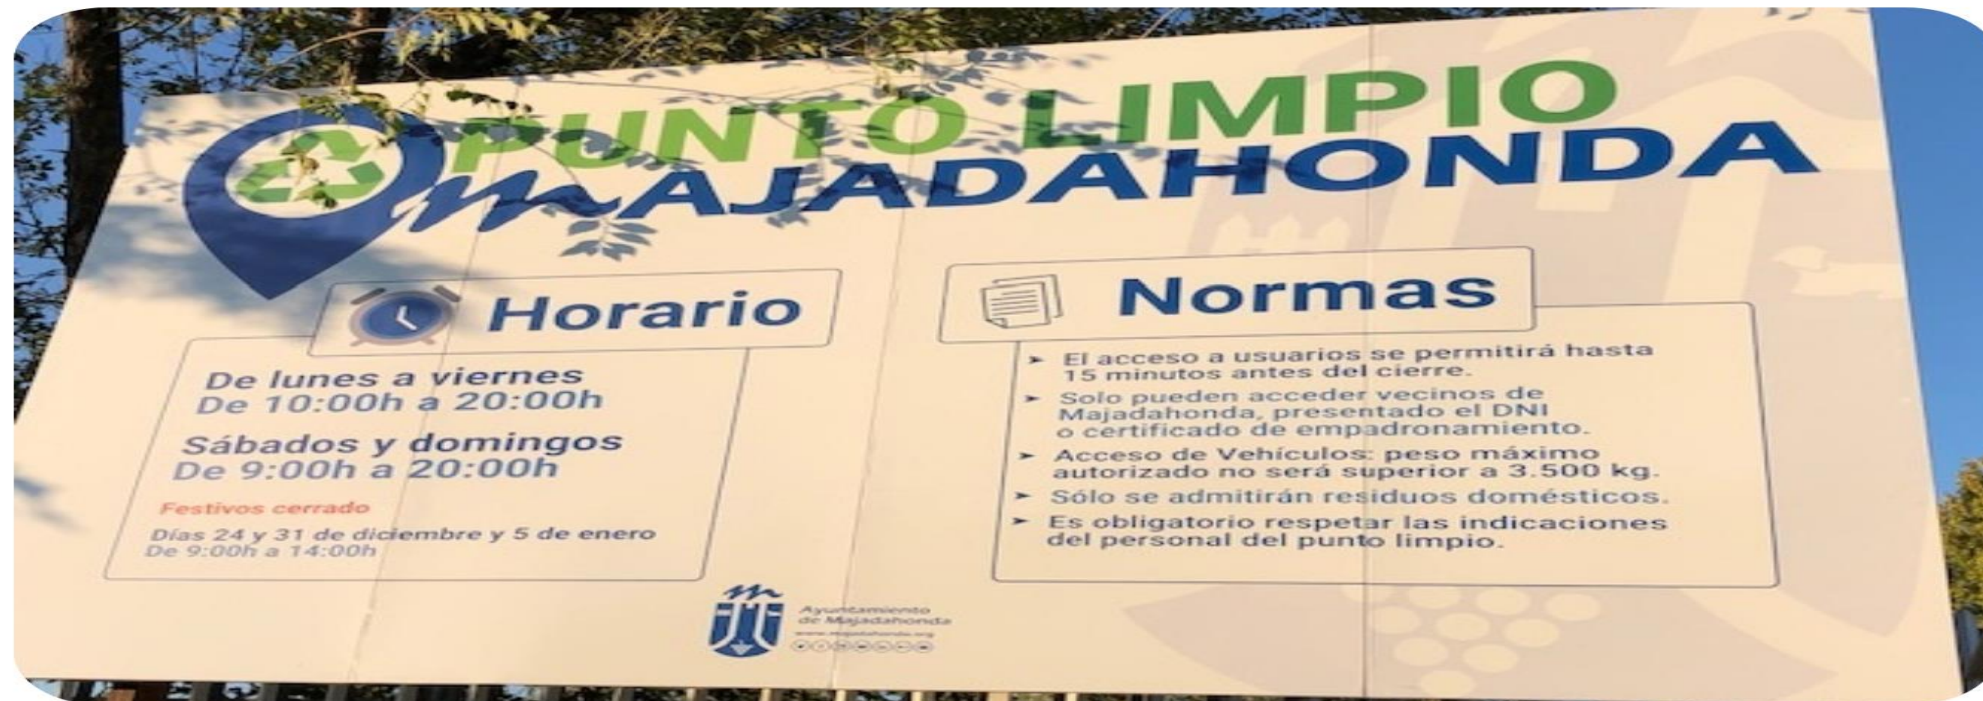 PUNTO LIMPIO
MAJADAHONDA
Horario
De lunes a viernes
De 10:00h a 20:00h
Sábados y domingos
De 9:00h a 20:00h
Festivos cerrado
Días 24 y 31 de diciembre y 5 de enero
De 9:00h a 14:00h
Normas
➤ El acceso a usuarios se permitirá hasta
15 minutos antes del cierre.
➤ Solo pueden acceder vecinos de
Majadahonda, presentado el DNI
o certificado de empadronamiento.
➤ Acceso de Vehículos: peso máximo
autorizado no será superior a 3.500 kg.
➤ Sólo se admitirán residuos domésticos.
➤ Es obligatorio respetar las indicaciones
del personal del punto limpio.
Ayuntamiento
de Majadahonda
www.majadahonda.org